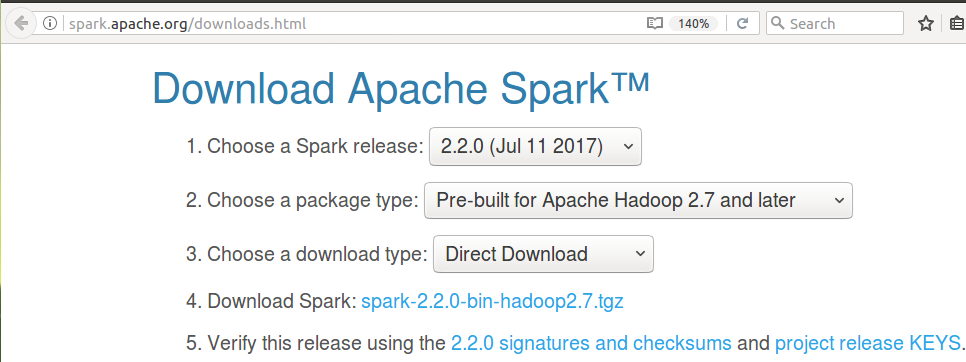 spark.apache.org/downloads.html 140% Search
Download Apache Spark™
1. Choose a Spark release: 2.2.0 (Jul 11 2017)
2. Choose a package type: Pre-built for Apache Hadoop 2.7 and later
3. Choose a download type: Direct Download
4. Download Spark: spark-2.2.0-bin-hadoop2.7.tgz
5. Verify this release using the 2.2.0 signatures and checksums and project release KEYS.